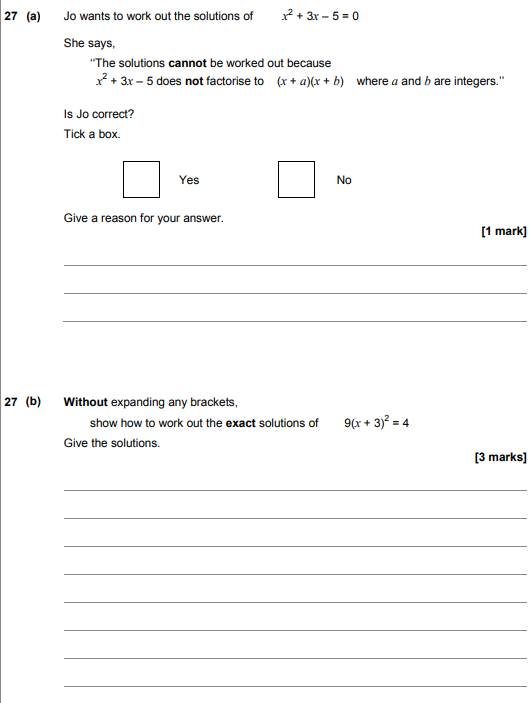 27 (a) Jo wants to work out the solutions of x² + 3x – 5 = 0
She says,
"The solutions cannot be worked out because
x² + 3x – 5 does not factorise to (x + a)(x + b) where a and b are integers."
Is Jo correct?
Tick a box.
Yes No
Give a reason for your answer.
[1 mark]
27 (b) Without expanding any brackets,
show how to work out the exact solutions of 9(x + 3)² = 4
Give the solutions.
[3 marks]